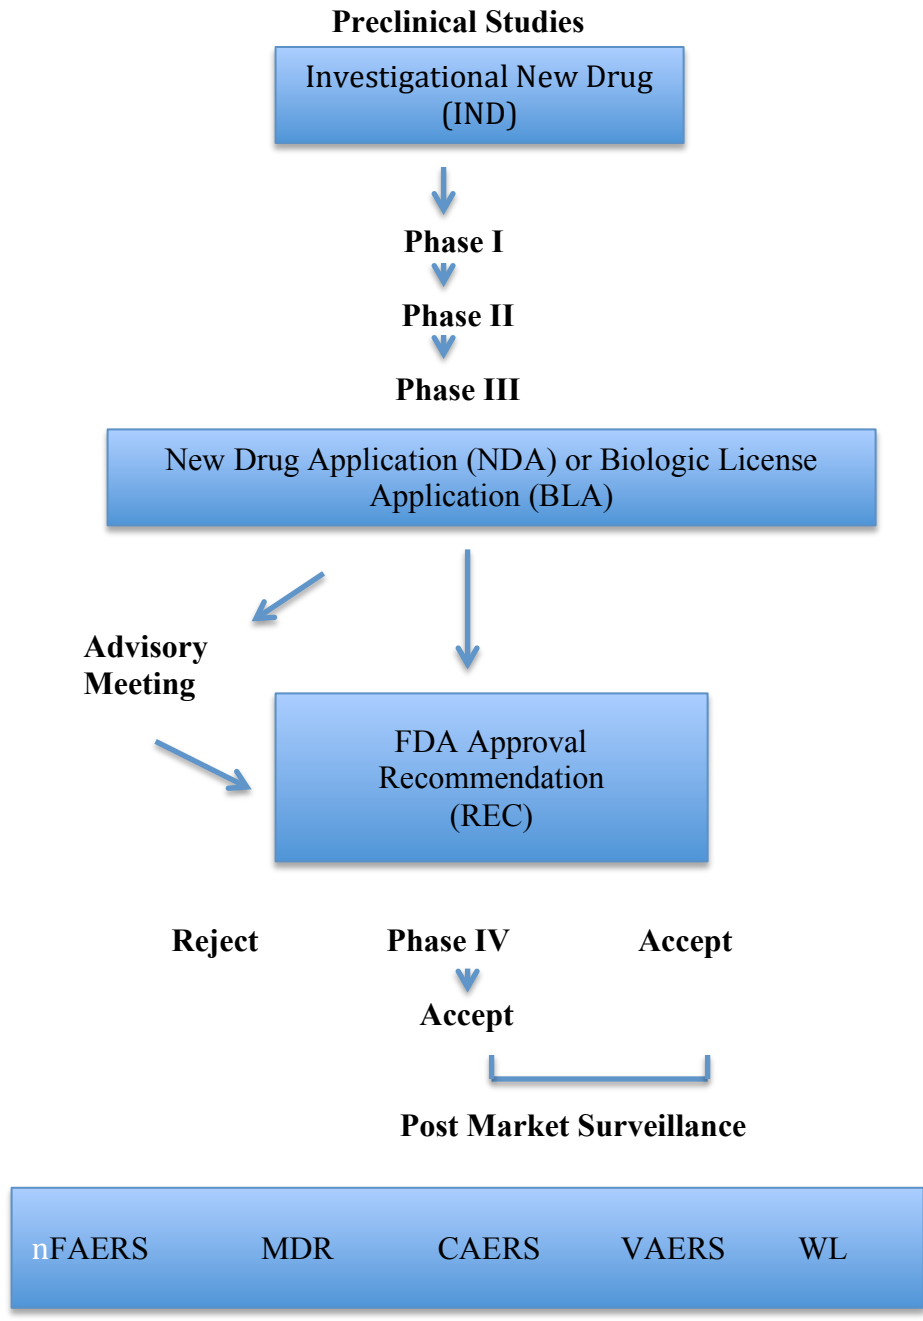 Preclinical Studies
Investigational New Drug
(IND)
Phase I
Phase II
Phase III
New Drug Application (NDA) or Biologic License
Application (BLA)
Advisory
Meeting
FDA Approval
Recommendation
(REC)
Reject Phase IV Accept
Accept
Post Market Surveillance
nFAERS MDR CAERS VAERS WL